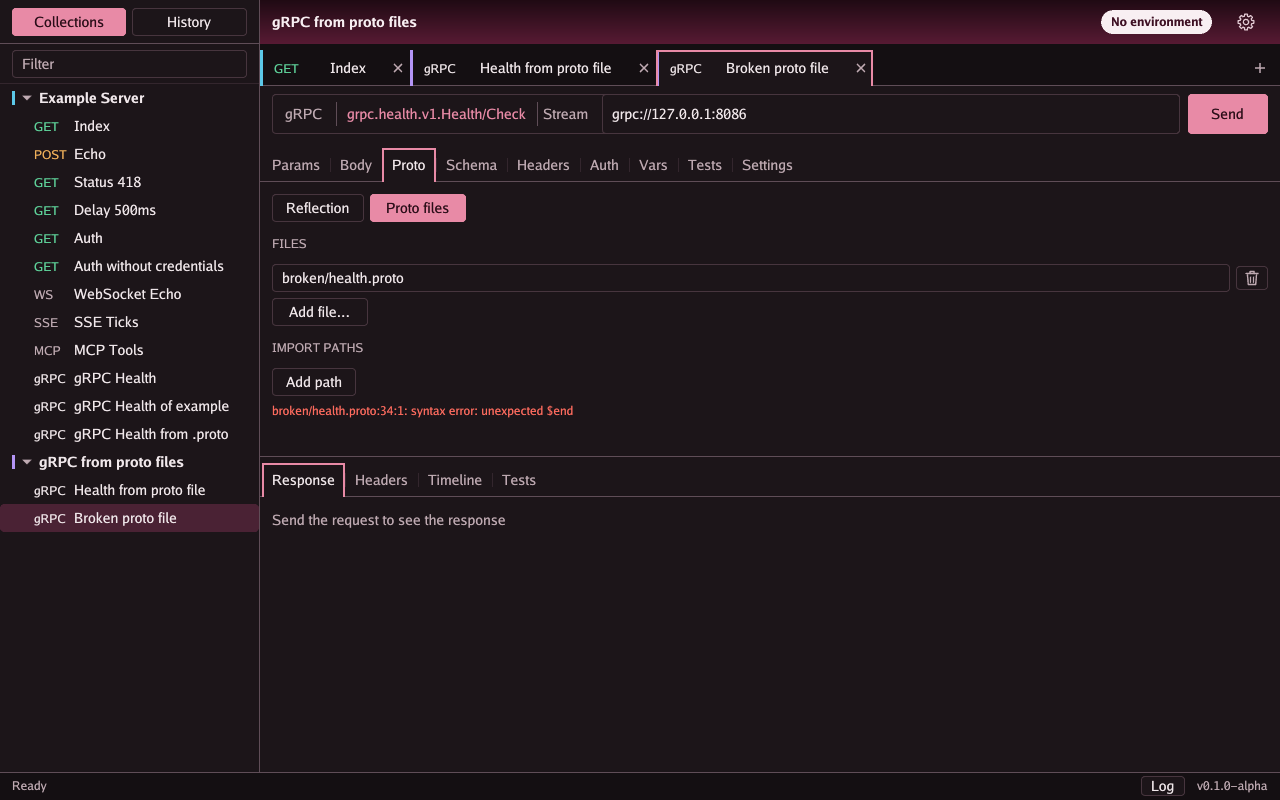 Collections
History
gRPC from proto files
No environment
Filter
GET Index
gRPC Health from proto file
gRPC Broken proto file
Example Server
GET Index
POST Echo
GET Status 418
GET Delay 500ms
GET Auth
GET Auth without credentials
WS WebSocket Echo
SSE SSE Ticks
MCP MCP Tools
gRPC gRPC Health
gRPC gRPC Health of example
gRPC gRPC Health from .proto
gRPC from proto files
gRPC Health from proto file
gRPC Broken proto file
gRPC grpc.health.v1.Health/Check Stream grpc://127.0.0.1:8086 Send
Params Body Proto Schema Headers Auth Vars Tests Settings
Reflection Proto files
FILES
broken/health.proto
Add file...
IMPORT PATHS
Add path
broken/health.proto:34:1: syntax error: unexpected $end
Response Headers Timeline Tests
Send the request to see the response
Ready
Log
v0.1.0-alpha